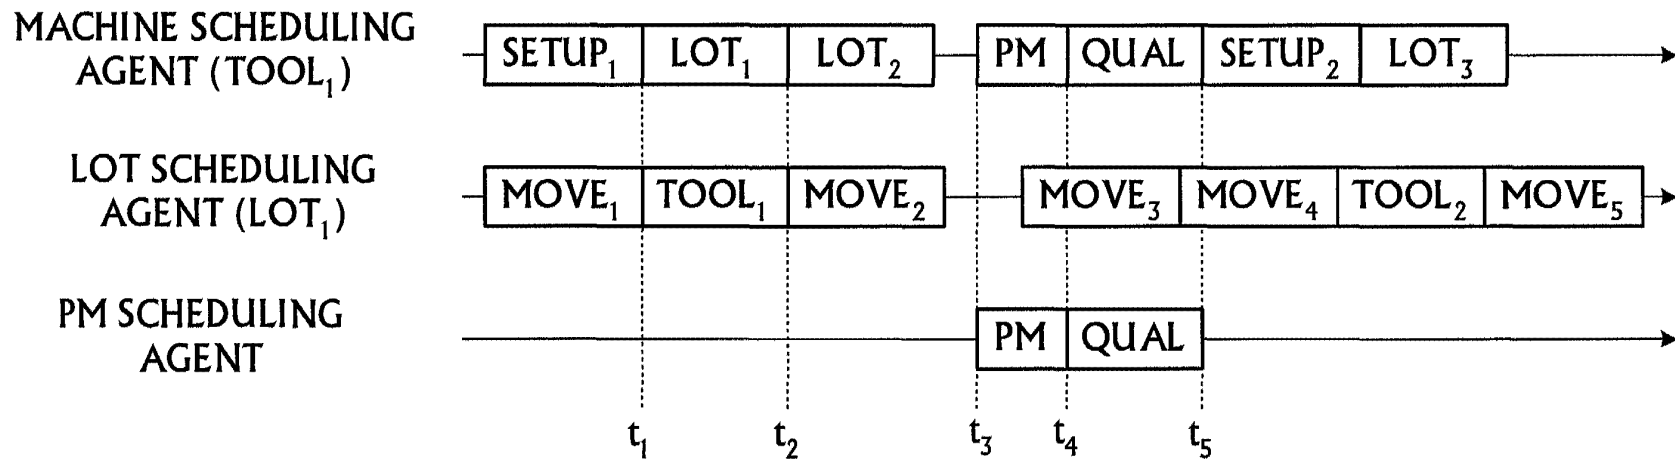 MACHINE SCHEDULING
AGENT (TOOL₁)
SETUP₁ LOT₁ LOT₂ PM QUAL SETUP₂ LOT₃
LOT SCHEDULING
AGENT (LOT₁)
MOVE₁ TOOL₁ MOVE₂ MOVE₃ MOVE₄ TOOL₂ MOVE₅
PM SCHEDULING
AGENT
PM QUAL
t₁ t₂ t₃ t₄ t₅